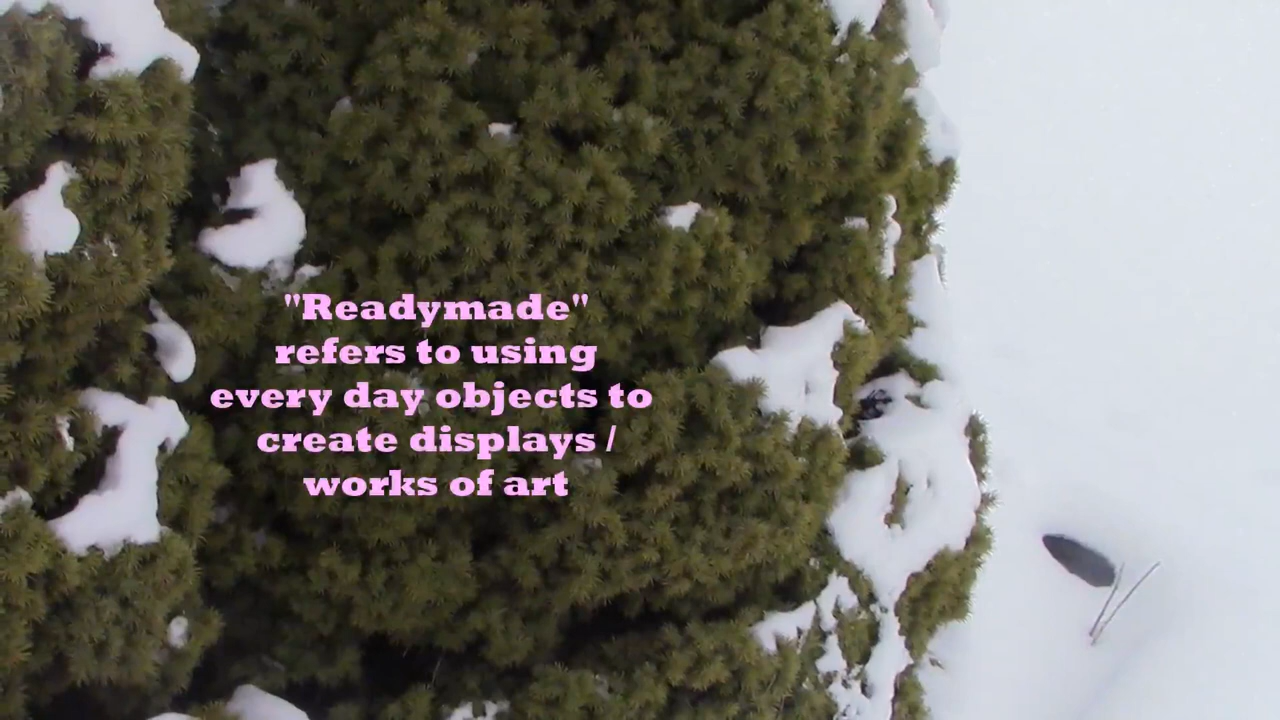 "Readymade"
refers to using
every day objects to
create displays /
works of art